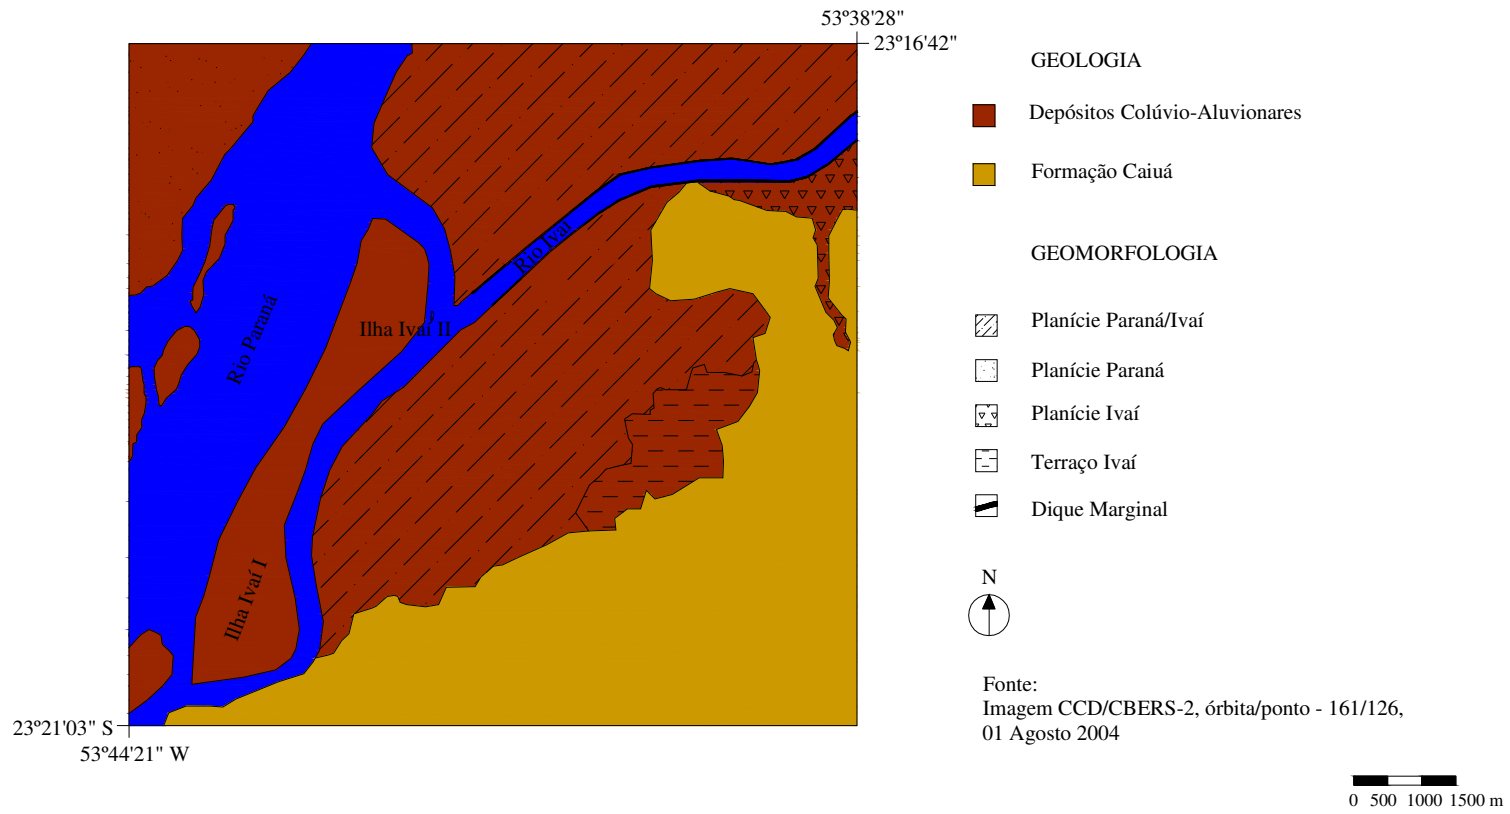 53º38'28"
23º16'42"
Rio Ivaí
Rio Paraná
Ilha Ivaí II
Ilha Ivaí I
23º21'03" S
53º44'21" W
GEOLOGIA
Depósitos Colúvio-Aluvionares
Formação Caiuá
GEOMORFOLOGIA
Planície Paraná/Ivaí
Planície Paraná
Planície Ivaí
Terraço Ivaí
Dique Marginal
N
Fonte:
Imagem CCD/CBERS-2, órbita/ponto - 161/126,
01 Agosto 2004
0 500 1000 1500 m